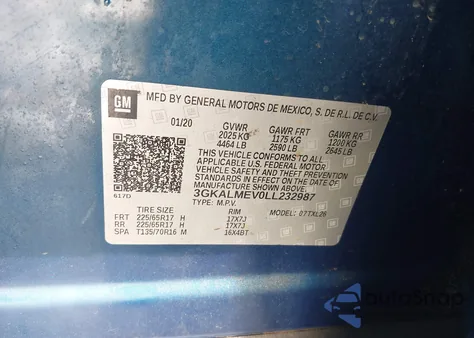 GM
MFD BY GENERAL MOTORS DE MEXICO, S. DE R.L. DE C.V.
01/20 GVWR GAWR FRT GAWR RR
2025 KG 1175 KG 1200 KG
4464 LB 2590 LB 2645 LB
THIS VEHICLE CONFORMS TO ALL
APPLICABLE U.S. FEDERAL MOTOR
VEHICLE SAFETY STANDARDS IN
EFFECT ON THE DATE OF
MANUFACTURE SHOWN ABOVE.
617D
3GKALMEV0LL232987
TYPE: M.P.V. MODEL: 07TXL26
TIRE SIZE RIM
FRT 225/65R17 H 17X7J
RR 225/65R17 H 17X7J
SPA T135/70R16 M 16X4BT
autoSnap